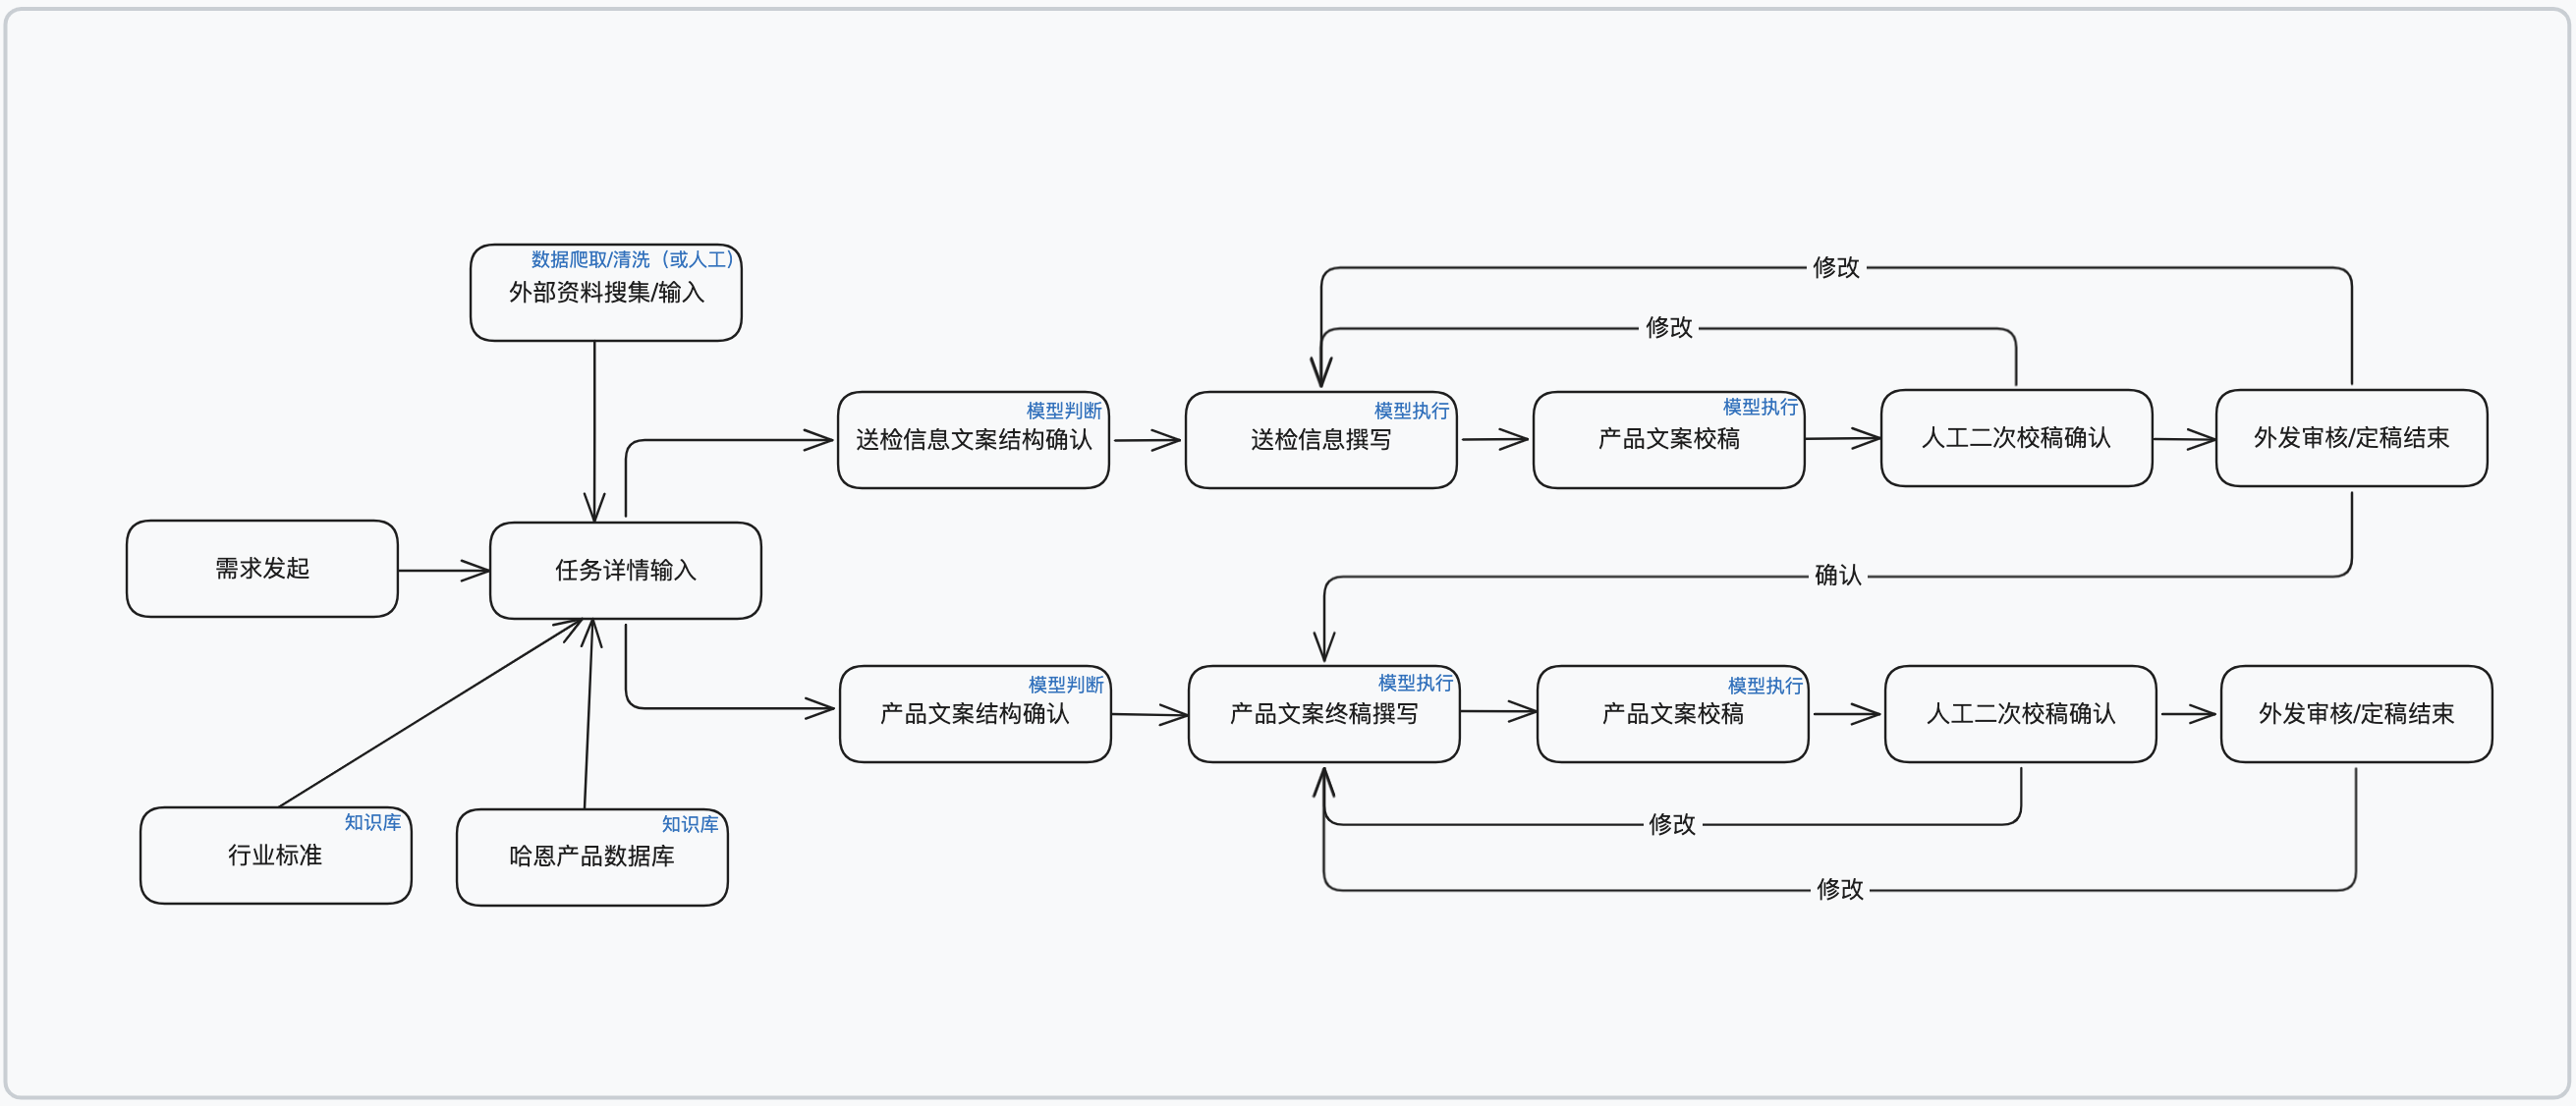 数据爬取/清洗（或人工）
外部资料搜集/输入
修改
修改
模型判断
送检信息文案结构确认
模型执行
送检信息撰写
模型执行
产品文案校稿
人工二次校稿确认
外发审核/定稿结束
需求发起
任务详情输入
确认
模型判断
产品文案结构确认
模型执行
产品文案终稿撰写
模型执行
产品文案校稿
人工二次校稿确认
外发审核/定稿结束
知识库
行业标准
知识库
哈恩产品数据库
修改
修改